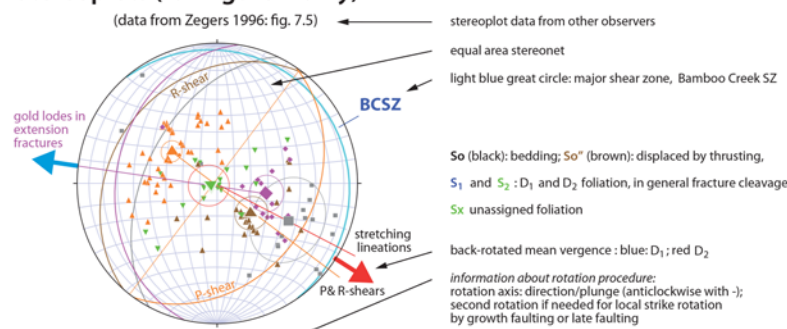 (data from Zegers 1996: fig. 7.5)
stereoplot data from other observers
equal area stereonet
light blue great circle: major shear zone, Bamboo Creek SZ
R-shear
BCSZ
gold lodes in
extension
fractures
So (black): bedding; So" (brown): displaced by thrusting,
S1 and S2 : D1 and D2 foliation, in general fracture cleavage
Sx unassigned foliation
stretching
lineations
back-rotated mean vergence : blue: D1 ; red D2
P-shear
P& R-shears
information about rotation procedure:
rotation axis: direction/plunge (anticlockwise with -);
second rotation if needed for local strike rotation
by growth faulting or late faulting